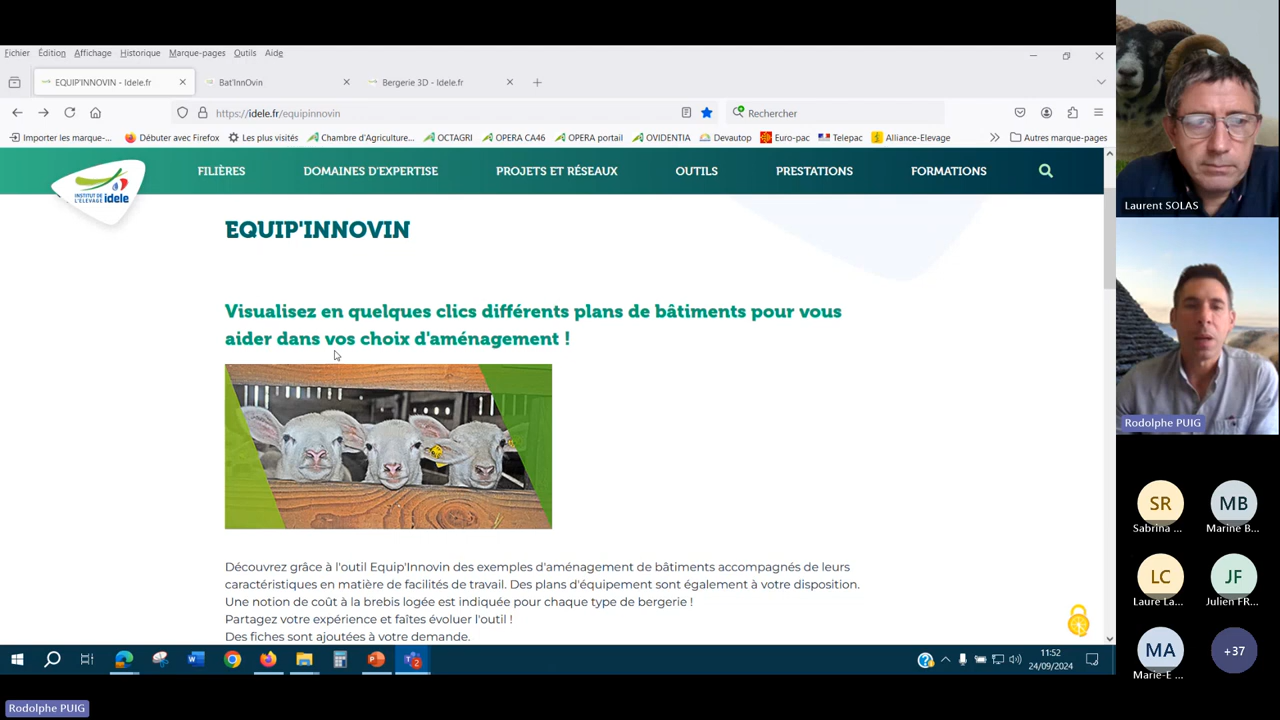 Fichier Édition Affichage Historique Marque-pages Outils Aide
EQUIP'INNOVIN - Idele.fr
Bat'InnOvin
Bergerie 3D - Idele.fr
https://idele.fr/equipinnovin
Rechercher
Importer les marque-... Débuter avec Firefox Les plus visités Chambre d'Agriculture... OCTAGRI OPERA CA46 OPERA portail OVIDENTIA Devautop Euro-pac Telepac Alliance-Elevage Autres marque-pages
INSTITUT DE L'ELEVAGE idele
FILIÈRES DOMAINES D'EXPERTISE PROJETS ET RÉSEAUX OUTILS PRESTATIONS FORMATIONS
EQUIP'INNOVIN
Visualisez en quelques clics différents plans de bâtiments pour vous
aider dans vos choix d'aménagement !
Découvrez grâce à l'outil Equip'Innovin des exemples d'aménagement de bâtiments accompagnés de leurs
caractéristiques en matière de facilités de travail. Des plans d'équipement sont également à votre disposition.
Une notion de coût à la brebis logée est indiquée pour chaque type de bergerie !
Partagez votre expérience et faîtes évoluer l'outil !
Des fiches sont ajoutées à votre demande.
11:52
24/09/2024
Laurent SOLAS
Rodolphe PUIG
SR MB
Sabrina ... Marine B...
LC JF
Laure La... Julien FR...
MA +37
Marie-E ...
Rodolphe PUIG